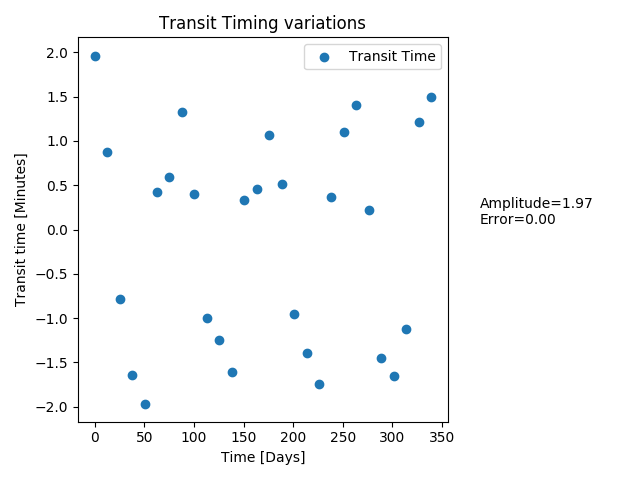 Transit Timing variations
Transit Time
Transit time [Minutes]
2.0
1.5
1.0
0.5
0.0
−0.5
−1.0
−1.5
−2.0
Amplitude=1.97
Error=0.00
0 50 100 150 200 250 300 350
Time [Days]